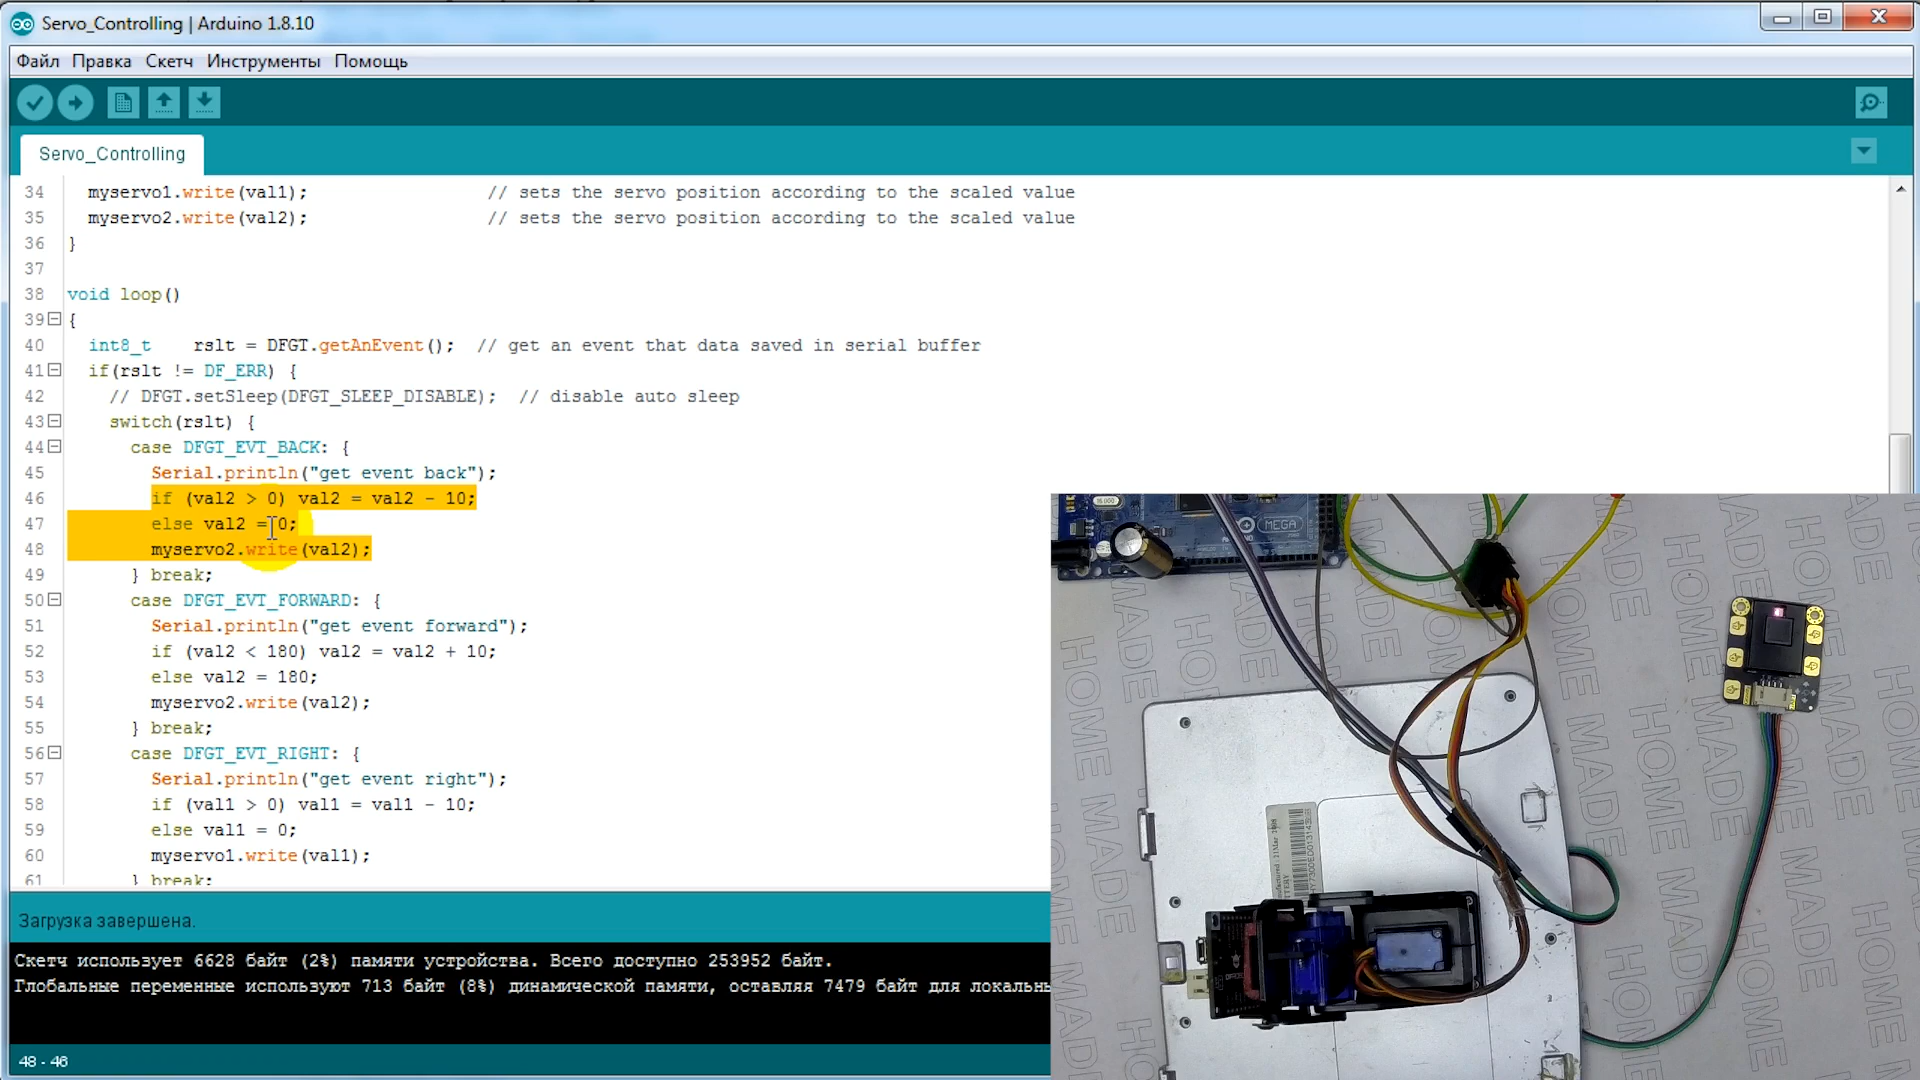 Servo_Controlling | Arduino 1.8.10
Файл Правка Скетч Инструменты Помощь
Servo_Controlling
34 myservo1.write(val1); // sets the servo position according to the scaled value
35 myservo2.write(val2); // sets the servo position according to the scaled value
36 }
37
38 void loop()
39 {
40 int8_t rslt = DFGT.getAnEvent(); // get an event that data saved in serial buffer
41 if(rslt != DF_ERR) {
42 // DFGT.setSleep(DFGT_SLEEP_DISABLE); // disable auto sleep
43 switch(rslt) {
44 case DFGT_EVT_BACK: {
45 Serial.println("get event back");
46 if (val2 > 0) val2 = val2 - 10;
47 else val2 = 0;
48 myservo2.write(val2);
49 } break;
50 case DFGT_EVT_FORWARD: {
51 Serial.println("get event forward");
52 if (val2 < 180) val2 = val2 + 10;
53 else val2 = 180;
54 myservo2.write(val2);
55 } break;
56 case DFGT_EVT_RIGHT: {
57 Serial.println("get event right");
58 if (val1 > 0) val1 = val1 - 10;
59 else val1 = 0;
60 myservo1.write(val1);
61 } break;
Загрузка завершена.
Скетч использует 6628 байт (2%) памяти устройства. Всего доступно 253952 байт.
Глобальные переменные используют 713 байт (8%) динамической памяти, оставляя 7479 байт для локальны
48 - 46
16.000
MEGA
HOME MADE
HOME MADE
HOME MADE
HOME MADE